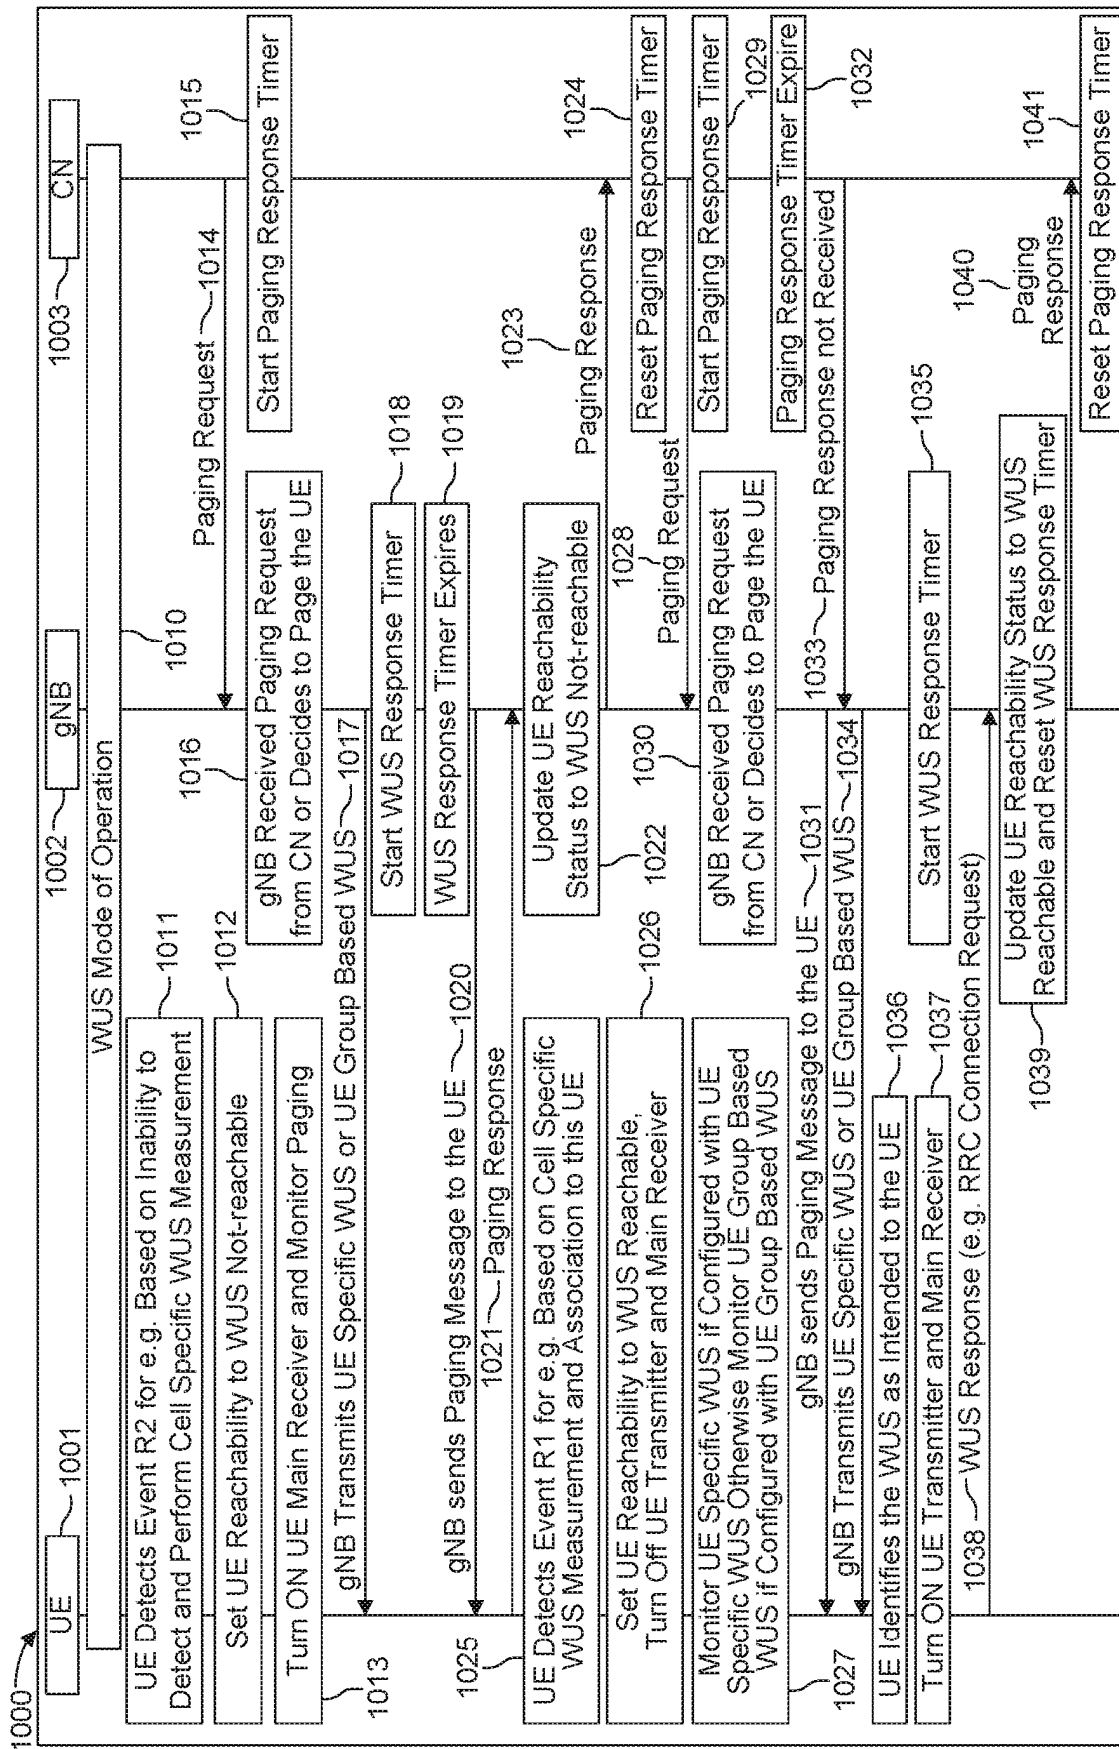 1000
UE
1001
1002
gNB
1003
CN
WUS Mode of Operation
1010
UE Detects Event R2 for e.g. Based on Inability to
Detect and Perform Cell Specific WUS Measurement
1011
Set UE Reachability to WUS Not-reachable
1012
Turn ON UE Main Receiver and Monitor Paging
1013
Paging Request
1014
Start Paging Response Timer
1015
1016
gNB Received Paging Request
from CN or Decides to Page the UE
gNB Transmits UE Specific WUS or UE Group Based WUS
1017
Start WUS Response Timer
1018
WUS Response Timer Expires
1019
gNB sends Paging Message to the UE
1020
1021
Paging Response
Update UE Reachability
Status to WUS Not-reachable
1022
1022
1023
Paging Response
Reset Paging Response Timer
1024
1025
UE Detects Event R1 for e.g. Based on Cell Specific
WUS Measurement and Association to this UE
Set UE Reachability to WUS Reachable,
Turn Off UE Transmitter and Main Receiver
1026
Monitor UE Specific WUS if Configured with UE
Specific WUS Otherwise Monitor UE Group Based
WUS if Configured with UE Group Based WUS
1027
1028
Paging Request
Start Paging Response Timer
1029
1030
gNB Received Paging Request
from CN or Decides to Page the UE
gNB sends Paging Message to the UE
1031
Paging Response Timer Expire
1032
1033
Paging Response not Received
gNB Transmits UE Specific WUS or UE Group Based WUS
1034
Start WUS Response Timer
1035
UE Identifies the WUS as Intended to the UE
1036
Turn ON UE Transmitter and Main Receiver
1037
1038
WUS Response (e.g. RRC Connection Request)
Update UE Reachability Status to WUS
Reachable and Reset WUS Response Timer
1039
1040
Paging
Response
Reset Paging Response Timer
1041